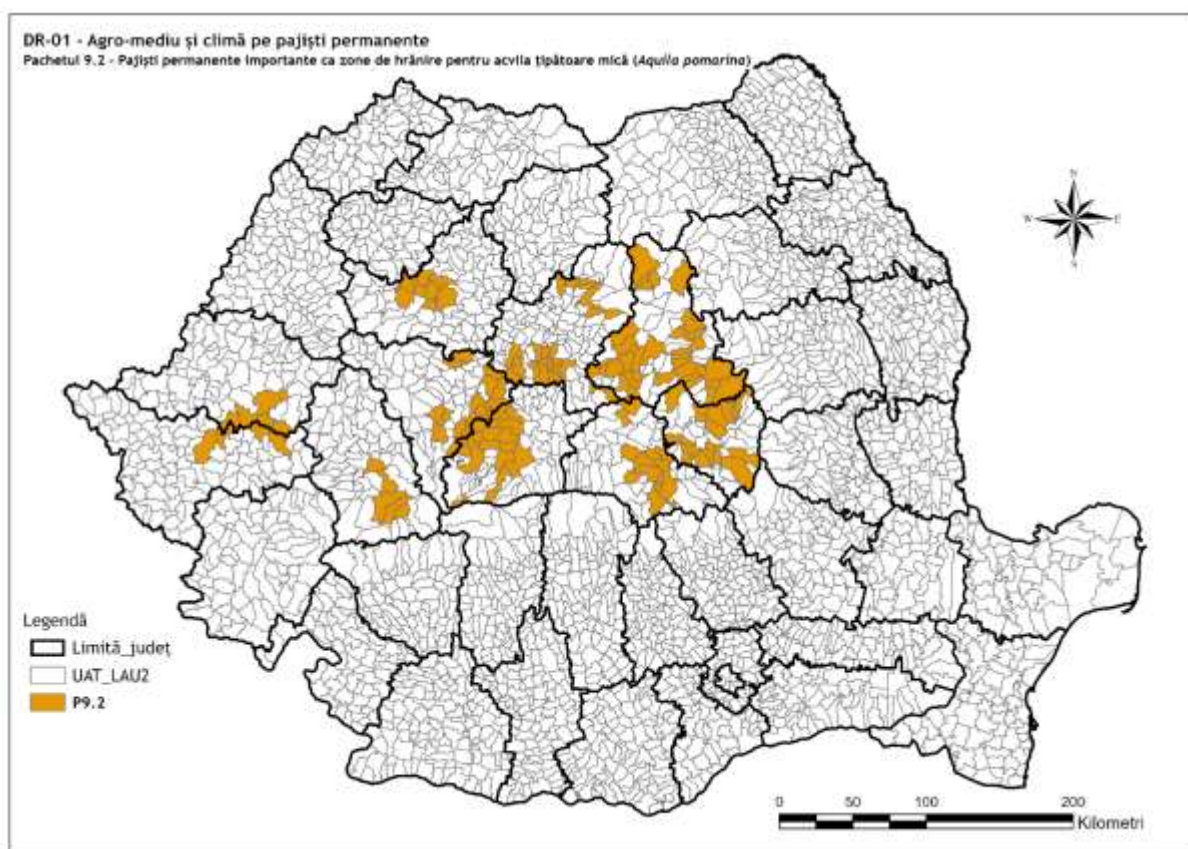 DR-01 - Agro-mediu și climă pe pajiști permanente
Pachetul 9.2 - Pajiști permanente importante ca zone de hrănire pentru acvila țipătoare mică (Aquila pomarina)
N
W E
S
Legendă
Limită_județ
UAT_LAU2
P9.2
0 50 100 200
Kilometri